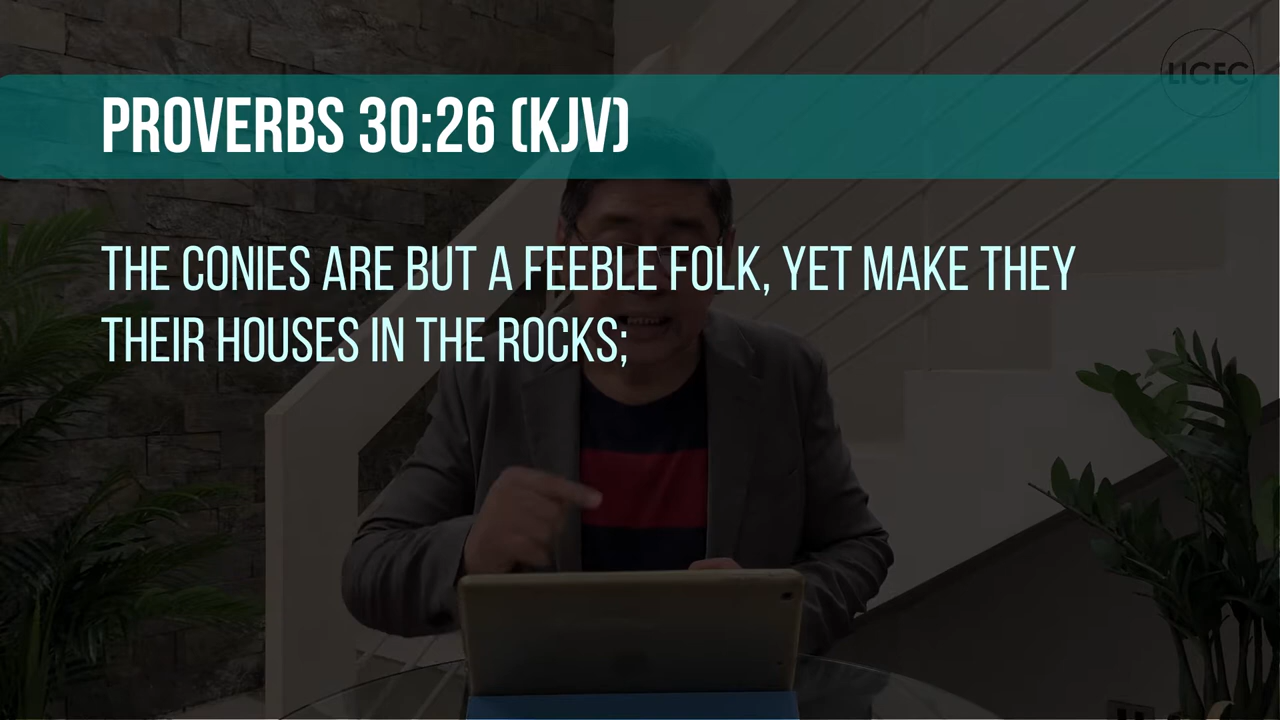 LICFC
PROVERBS 30:26 (KJV)
THE CONIES ARE BUT A FEEBLE FOLK, YET MAKE THEY
THEIR HOUSES IN THE ROCKS;